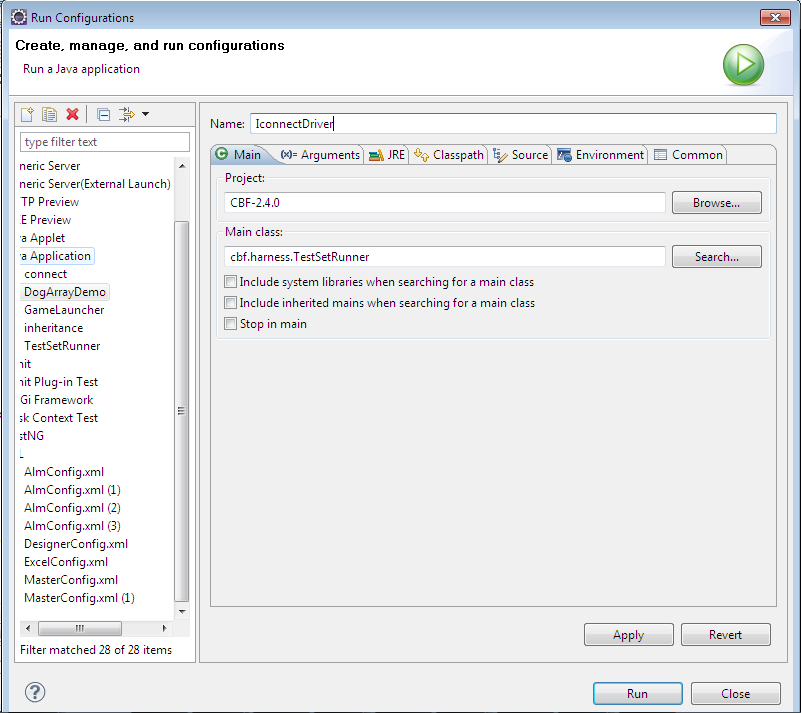 Run Configurations
Create, manage, and run configurations
Run a Java application
type filter text
neric Server
neric Server(External Launch)
TP Preview
E Preview
a Applet
a Application
connect
DogArrayDemo
GameLauncher
inheritance
TestSetRunner
nit
nit Plug-in Test
Gi Framework
sk Context Test
stNG
L
AlmConfig.xml
AlmConfig.xml (1)
AlmConfig.xml (2)
AlmConfig.xml (3)
DesignerConfig.xml
ExcelConfig.xml
MasterConfig.xml
MasterConfig.xml (1)
Filter matched 28 of 28 items
Name: IconnectDriver
Main (x)= Arguments JRE Classpath Source Environment Common
Project:
CBF-2.4.0 Browse...
Main class:
cbf.harness.TestSetRunner Search...
Include system libraries when searching for a main class
Include inherited mains when searching for a main class
Stop in main
Apply Revert
? Run Close